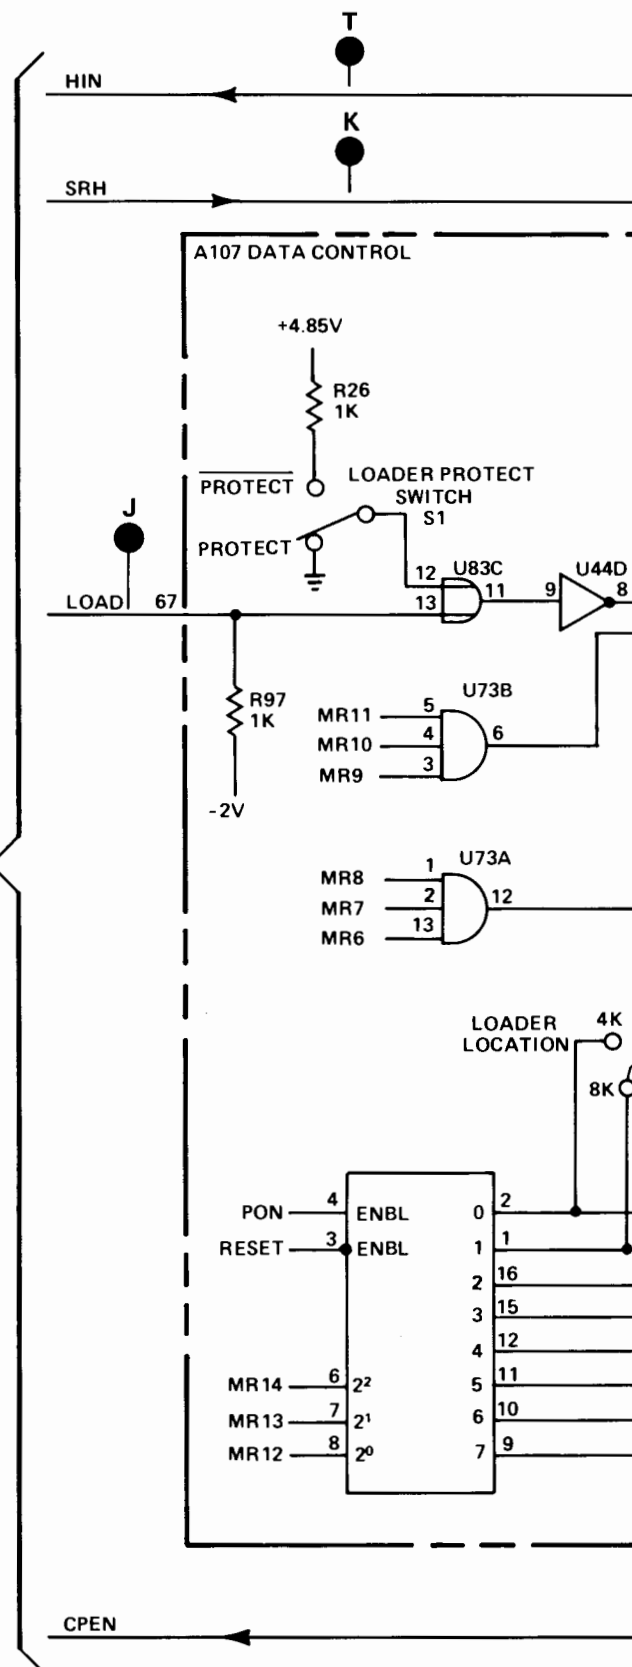 T
HIN
K
SRH
A107 DATA CONTROL
+4.85V
R26
1K
PROTECT
LOADER PROTECT
SWITCH
S1
J
PROTECT
12
U83C
11
9
U44D
8
LOAD
67
13
R97
1K
-2V
U73B
MR11
5
MR10
4
6
MR9
3
U73A
MR8
1
MR7
2
12
MR6
13
LOADER
LOCATION
4K
8K
PON
4
ENBL
0
2
RESET
3
ENBL
1
1
2
16
3
15
4
12
MR14
6
2²
5
11
MR13
7
2¹
6
10
MR12
8
2⁰
7
9
CPEN